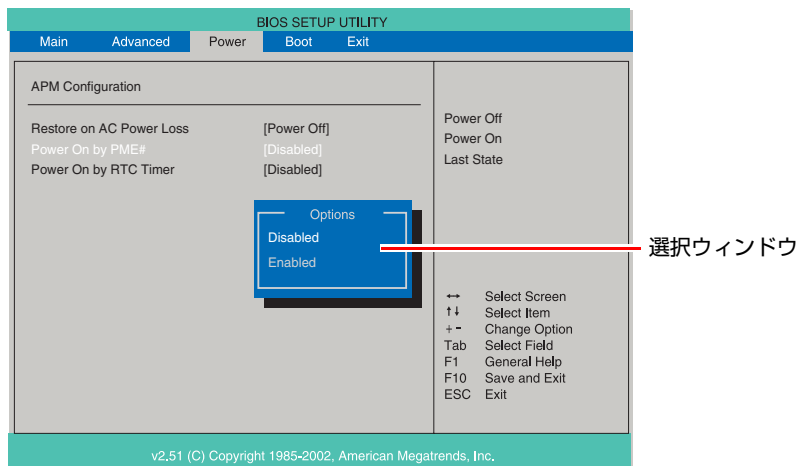 BIOS SETUP UTILITY
Main Advanced Power Boot Exit
APM Configuration
Restore on AC Power Loss [Power Off]
Power On by PME# [Disabled]
Power On by RTC Timer [Disabled]
Options
Disabled
Enabled
Power Off
Power On
Last State
選択ウィンドウ
↔ Select Screen
↑↓ Select Item
+- Change Option
Tab Select Field
F1 General Help
F10 Save and Exit
ESC Exit
v2.51 (C) Copyright 1985-2002, American Megatrends, Inc.